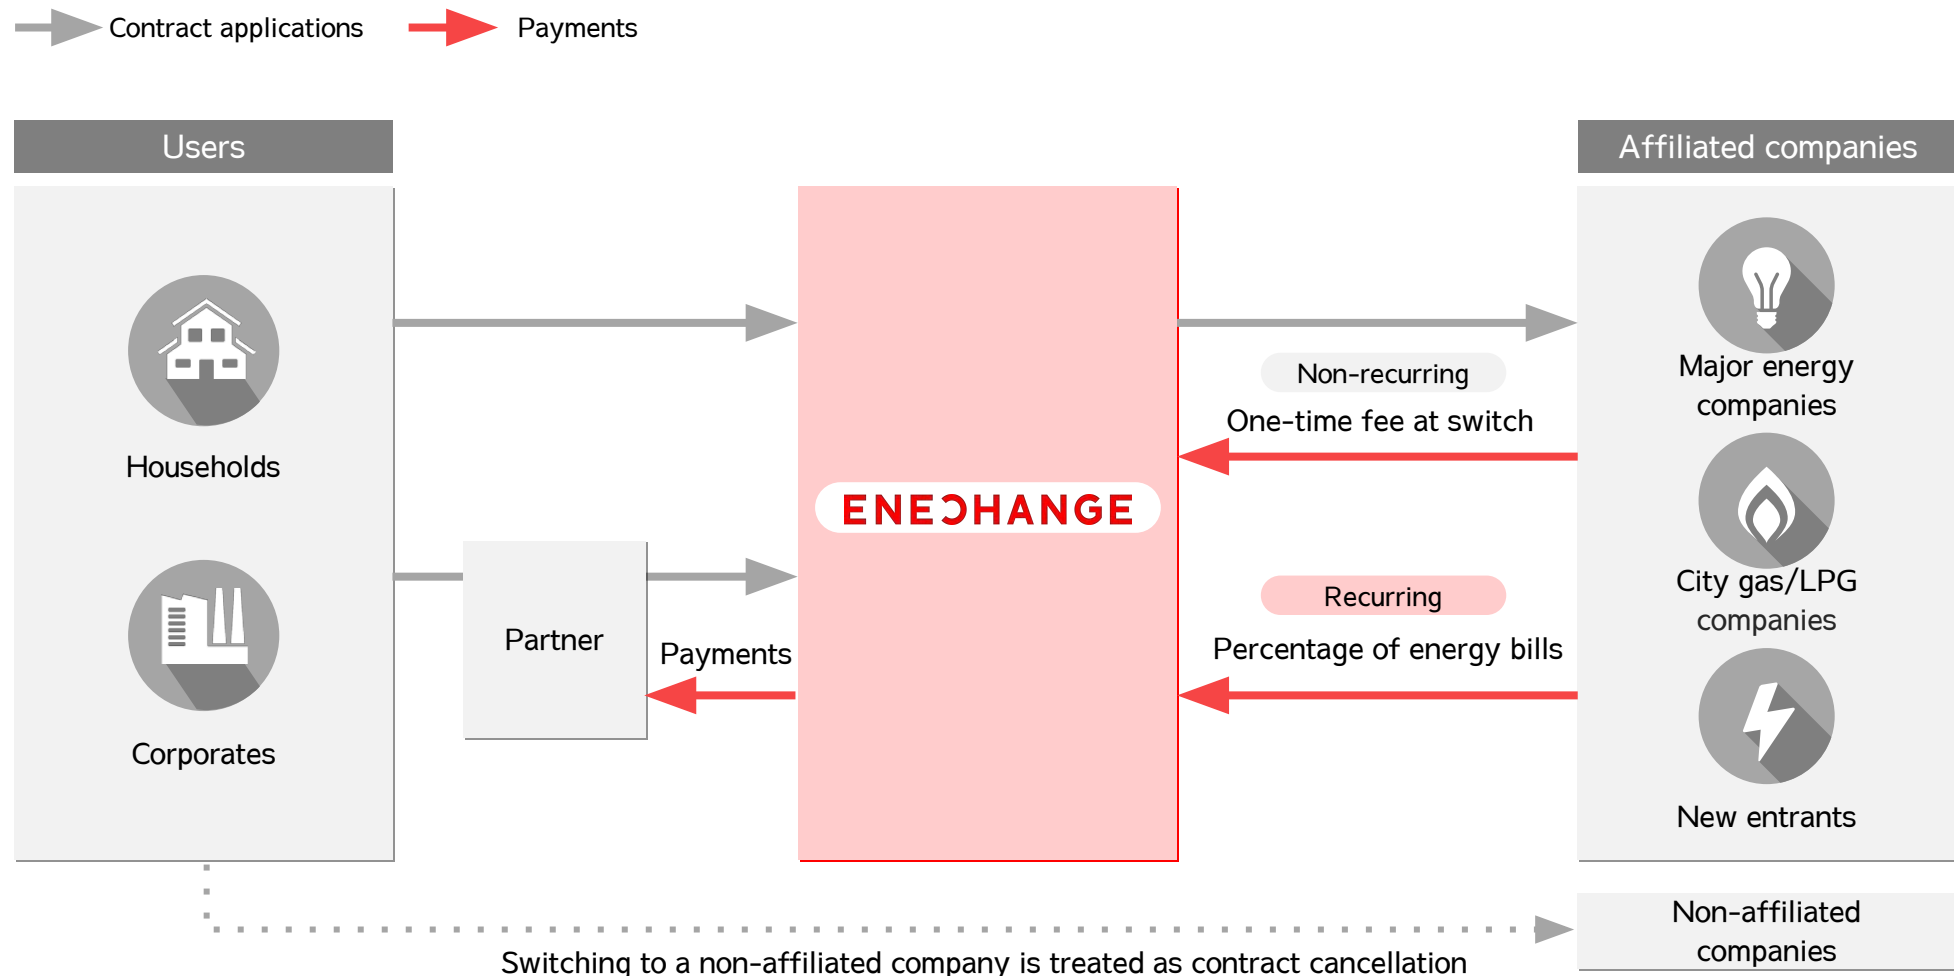 Contract applications
Payments
Users
Affiliated companies
Households
Corporates
Partner
Payments
ENECHANGE
Non-recurring
One-time fee at switch
Recurring
Percentage of energy bills
Major energy
companies
City gas/LPG
companies
New entrants
Non-affiliated
companies
Switching to a non-affiliated company is treated as contract cancellation